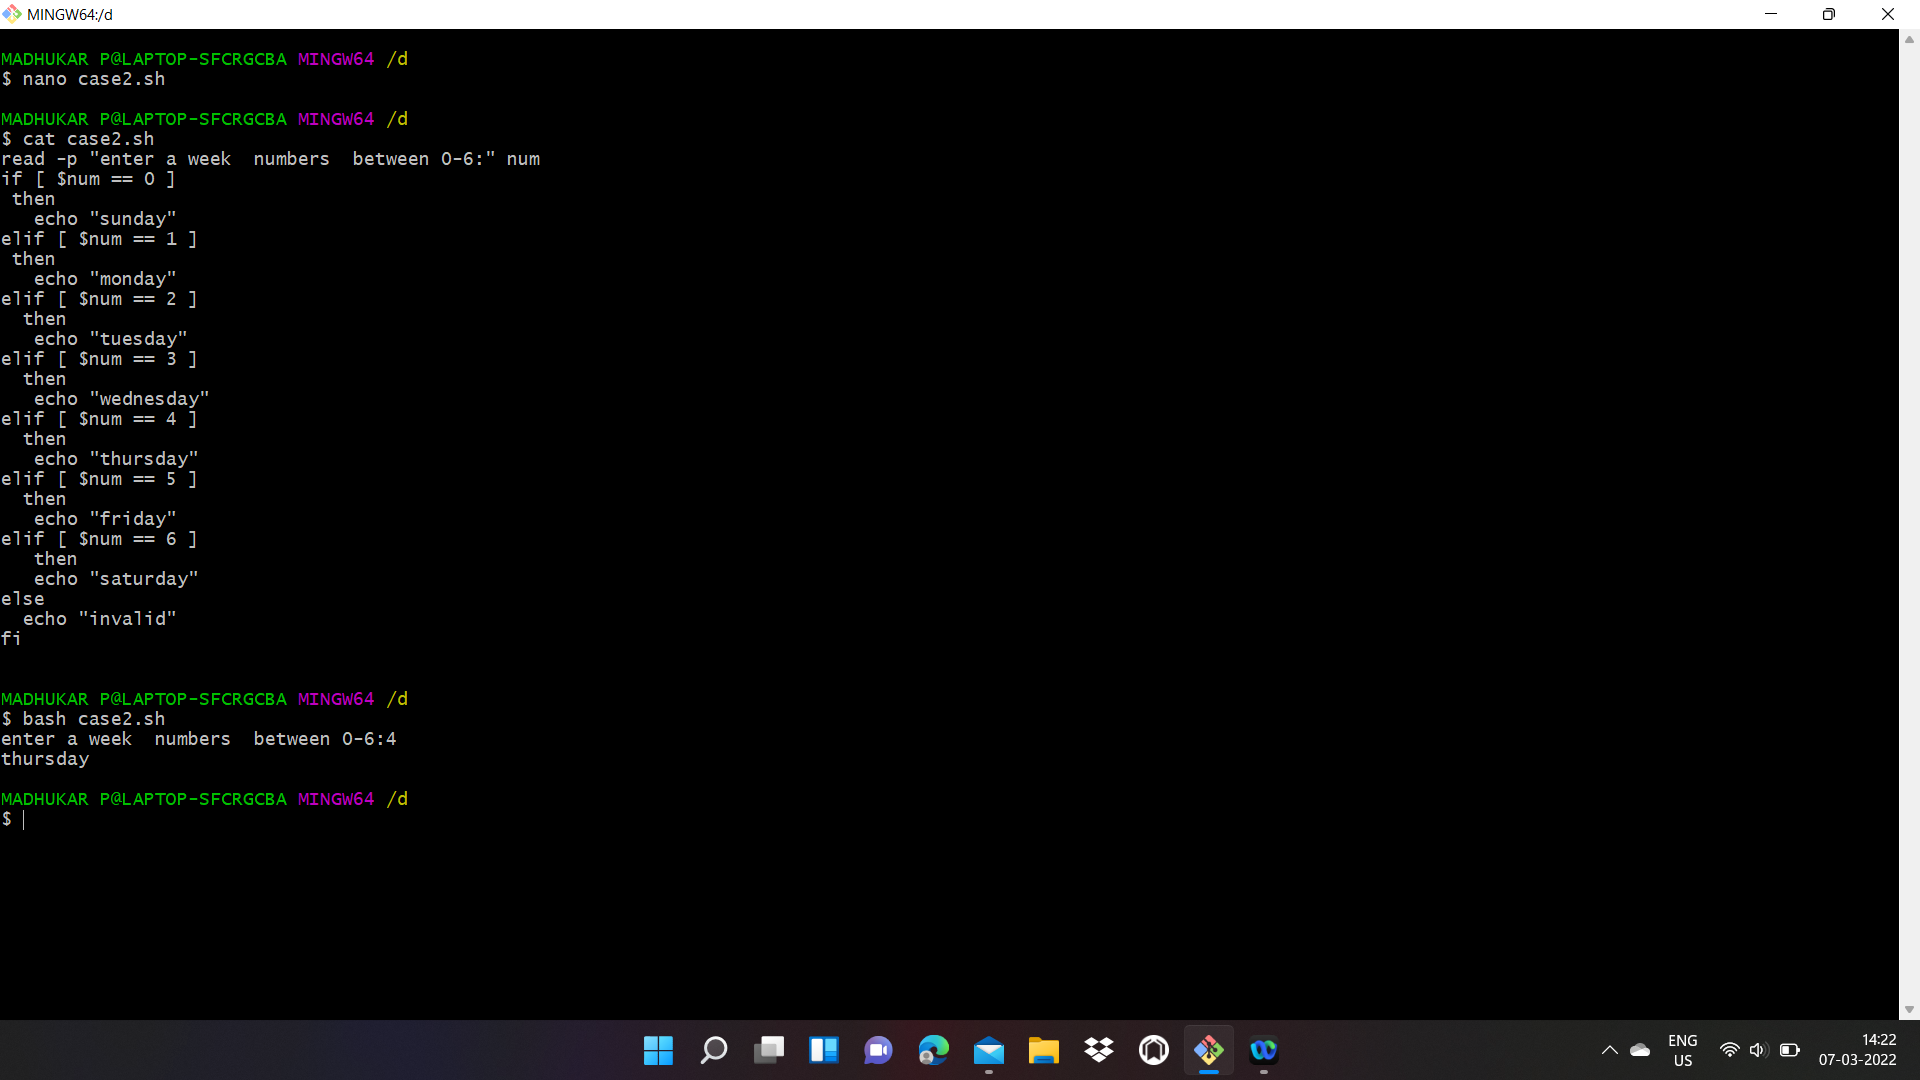 MINGW64:/d
MADHUKAR P@LAPTOP-SFCRGCBA MINGW64 /d
$ nano case2.sh
MADHUKAR P@LAPTOP-SFCRGCBA MINGW64 /d
$ cat case2.sh
read -p "enter a week  numbers  between 0-6:" num
if [ $num == 0 ]
 then
   echo "sunday"
elif [ $num == 1 ]
 then
   echo "monday"
elif [ $num == 2 ]
  then
   echo "tuesday"
elif [ $num == 3 ]
  then
   echo "wednesday"
elif [ $num == 4 ]
  then
   echo "thursday"
elif [ $num == 5 ]
  then
   echo "friday"
elif [ $num == 6 ]
   then
   echo "saturday"
else
  echo "invalid"
fi
MADHUKAR P@LAPTOP-SFCRGCBA MINGW64 /d
$ bash case2.sh
enter a week  numbers  between 0-6:4
thursday
MADHUKAR P@LAPTOP-SFCRGCBA MINGW64 /d
$
ENG
US
14:22
07-03-2022